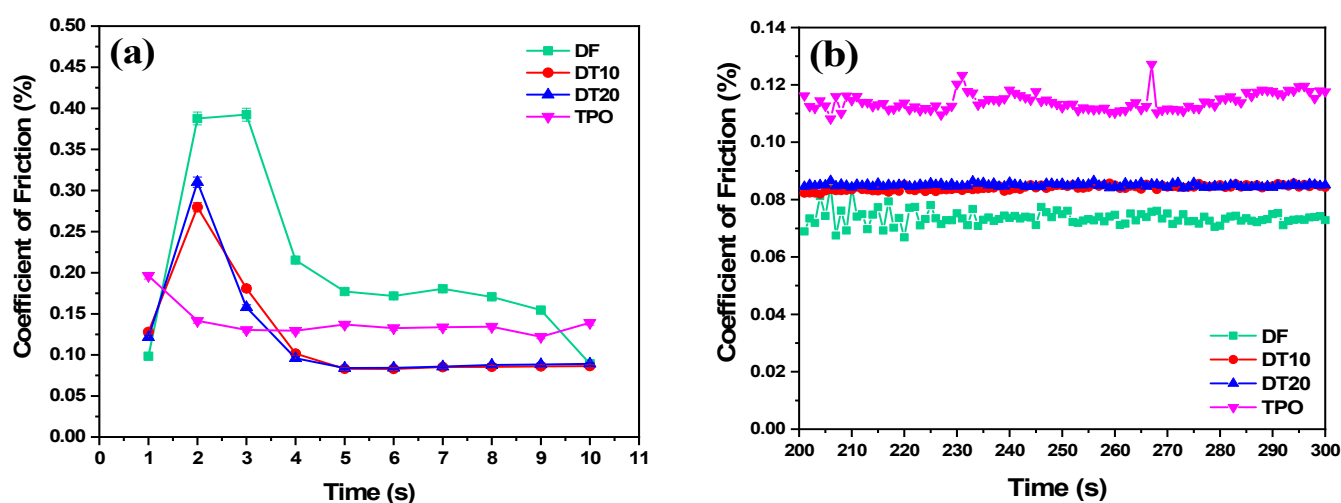 (a)
Coefficient of Friction (%)
0.50
0.45
0.40
0.35
0.30
0.25
0.20
0.15
0.10
0.05
0.00
0 1 2 3 4 5 6 7 8 9 10 11
Time (s)
DF
DT10
DT20
TPO
(b)
Coefficient of Friction (%)
0.14
0.12
0.10
0.08
0.06
0.04
0.02
0.00
200 210 220 230 240 250 260 270 280 290 300
Time (s)
DF
DT10
DT20
TPO